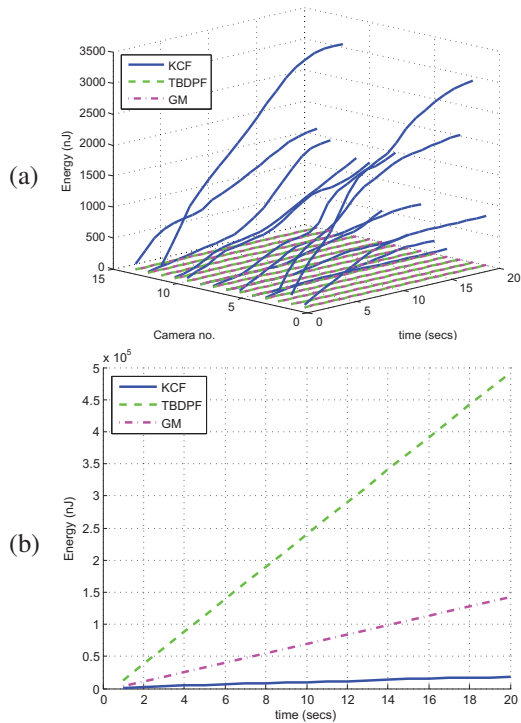 (a)
Energy (nJ)
3500
3000
2500
2000
1500
1000
500
0
KCF
TBDPF
GM
15
10
5
0
Camera no.
0
5
10
15
20
time (secs)
(b)
x 10⁵
Energy (nJ)
5
4.5
4
3.5
3
2.5
2
1.5
1
0.5
0
KCF
TBDPF
GM
0 2 4 6 8 10 12 14 16 18 20
time (secs)